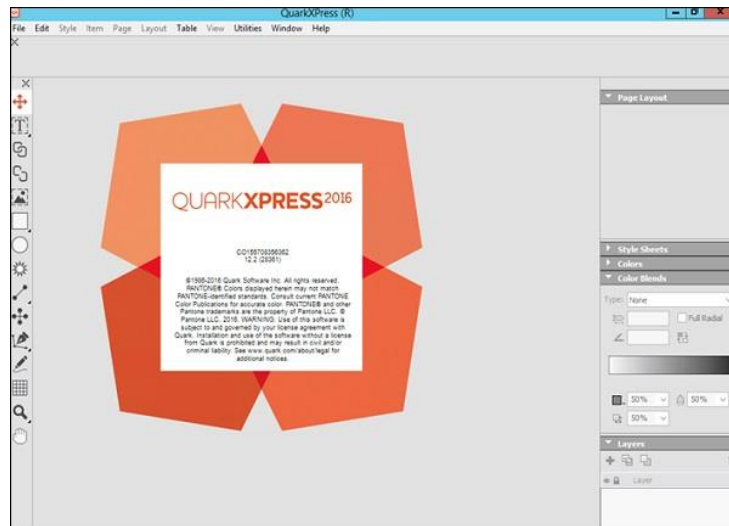 QuarkXPress (R)
File Edit Style Item Page Layout Table View Utilities Window Help
Page Layout
QUARKXPRESS2016
CO156708356362
12.2 (28361)
©1986-2016 Quark Software Inc. All rights reserved.
PANTONE® Colors displayed herein may not match
PANTONE-identified standards. Consult current PANTONE
Color Publications for accurate color. PANTONE® and other
Pantone trademarks are the property of Pantone LLC. ©
Pantone LLC. 2016. WARNING: Use of this software is
subject to and governed by your license agreement with
Quark. Installation and use of the software without a license
from Quark is prohibited and may result in civil and/or
criminal liability. See www.quark.com/about/legal for
additional notices.
Style Sheets
Colors
Color Blends
Type: None
Full Radial
50% 50%
50%
Layers
Layer